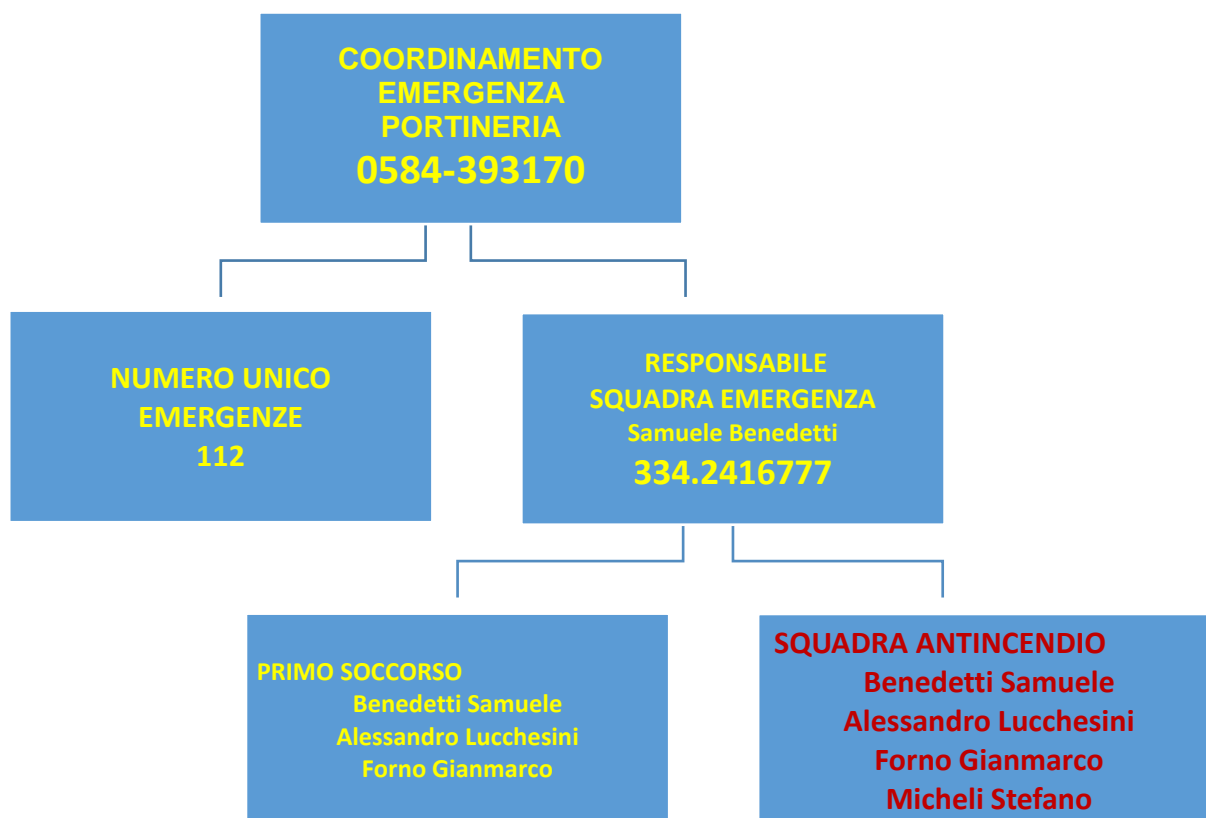 COORDINAMENTO
EMERGENZA
PORTINERIA
0584-393170
NUMERO UNICO
EMERGENZE
112
RESPONSABILE
SQUADRA EMERGENZA
Samuele Benedetti
334.2416777
PRIMO SOCCORSO
Benedetti Samuele
Alessandro Lucchesini
Forno Gianmarco
SQUADRA ANTINCENDIO
Benedetti Samuele
Alessandro Lucchesini
Forno Gianmarco
Micheli Stefano